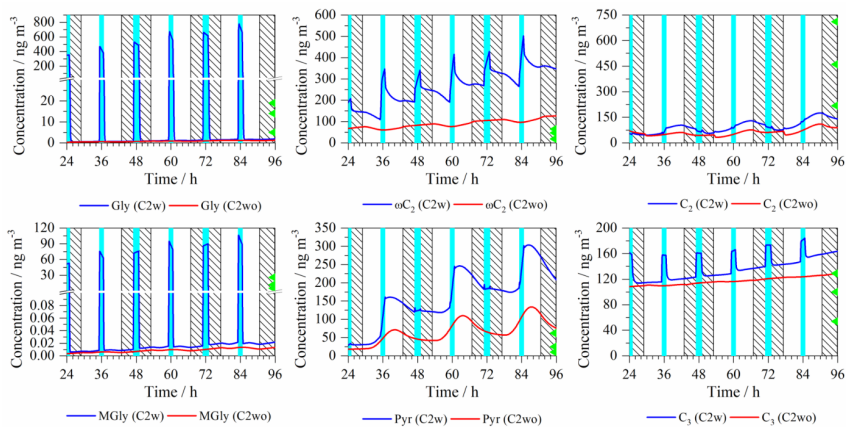 Concentration / ng m⁻³
800
600
400
200
20
10
0
24 36 48 60 72 84 96
Time / h
Gly (C2w) Gly (C2wo)
Concentration / ng m⁻³
600
500
400
300
200
100
0
24 36 48 60 72 84 96
Time / h
ωC₂ (C2w) ωC₂ (C2wo)
Concentration / ng m⁻³
750
600
450
300
150
0
24 36 48 60 72 84 96
Time / h
C₂ (C2w) C₂ (C2wo)
Concentration / ng m⁻³
120
90
60
30
0.08
0.06
0.04
0.02
0.00
24 36 48 60 72 84 96
Time / h
MGly (C2w) MGly (C2wo)
Concentration / ng m⁻³
350
300
250
200
150
100
50
0
24 36 48 60 72 84 96
Time / h
Pyr (C2w) Pyr (C2wo)
Concentration / ng m⁻³
200
160
120
80
40
0
24 36 48 60 72 84 96
Time / h
C₃ (C2w) C₃ (C2wo)